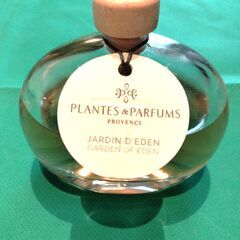 PLANTES & PARFUMS
PROVENCE
JARDIN D'EDEN
GARDEN OF EDEN